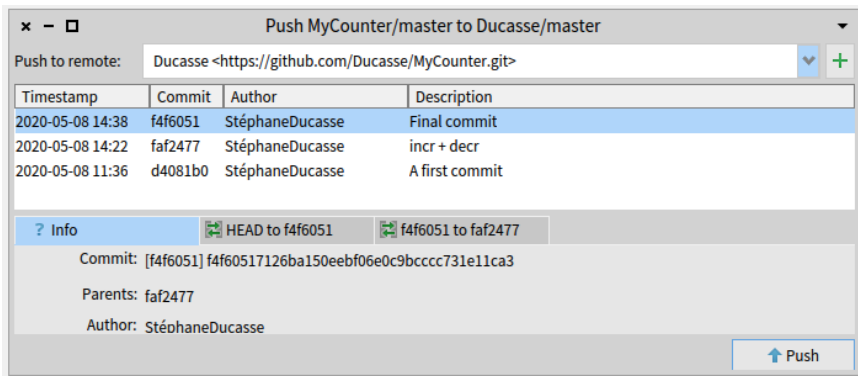 Push MyCounter/master to Ducasse/master
Push to remote: Ducasse <https://github.com/Ducasse/MyCounter.git>
Timestamp Commit Author Description
2020-05-08 14:38 f4f6051 StéphaneDucasse Final commit
2020-05-08 14:22 faf2477 StéphaneDucasse incr + decr
2020-05-08 11:36 d4081b0 StéphaneDucasse A first commit
? Info HEAD to f4f6051 f4f6051 to faf2477
Commit: [f4f6051] f4f60517126ba150eebf06e0c9bcccc731e11ca3
Parents: faf2477
Author: StéphaneDucasse
Push